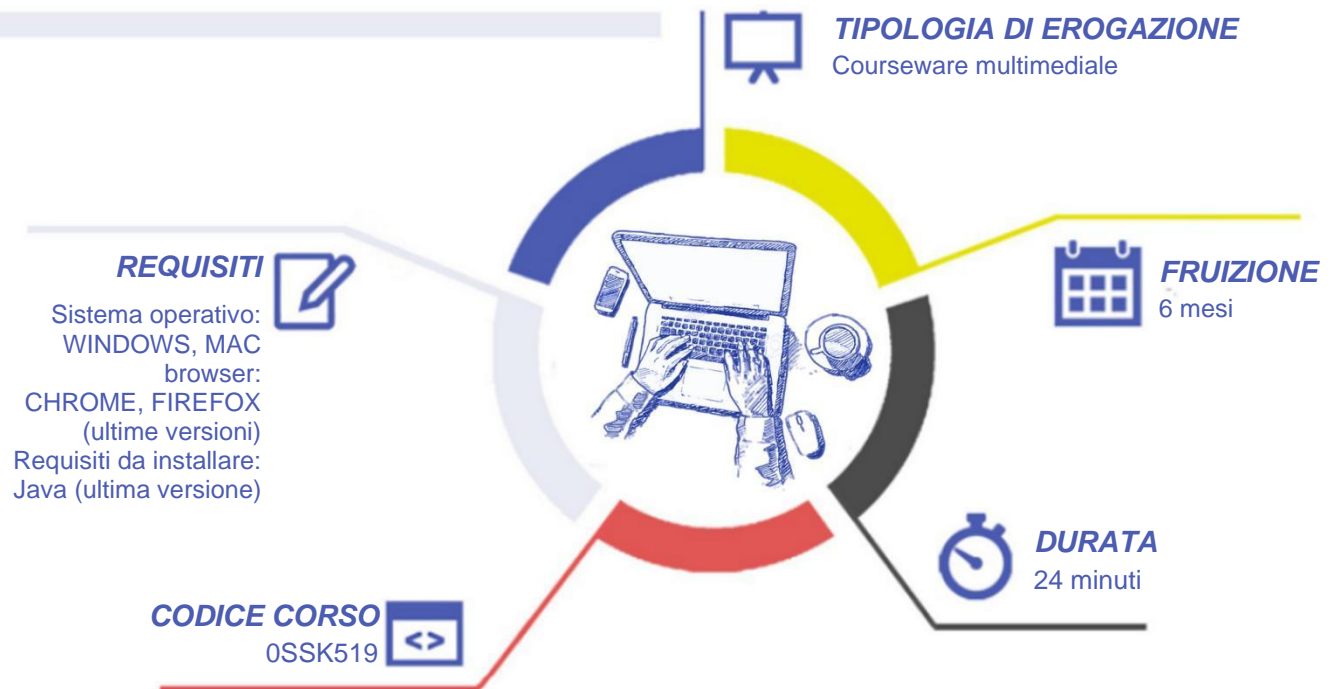 TIPOLOGIA DI EROGAZIONE
Courseware multimediale
REQUISITI
Sistema operativo:
WINDOWS, MAC
browser:
CHROME, FIREFOX
(ultime versioni)
Requisiti da installare:
Java (ultima versione)
FRUIZIONE
6 mesi
DURATA
24 minuti
CODICE CORSO
0SSK519